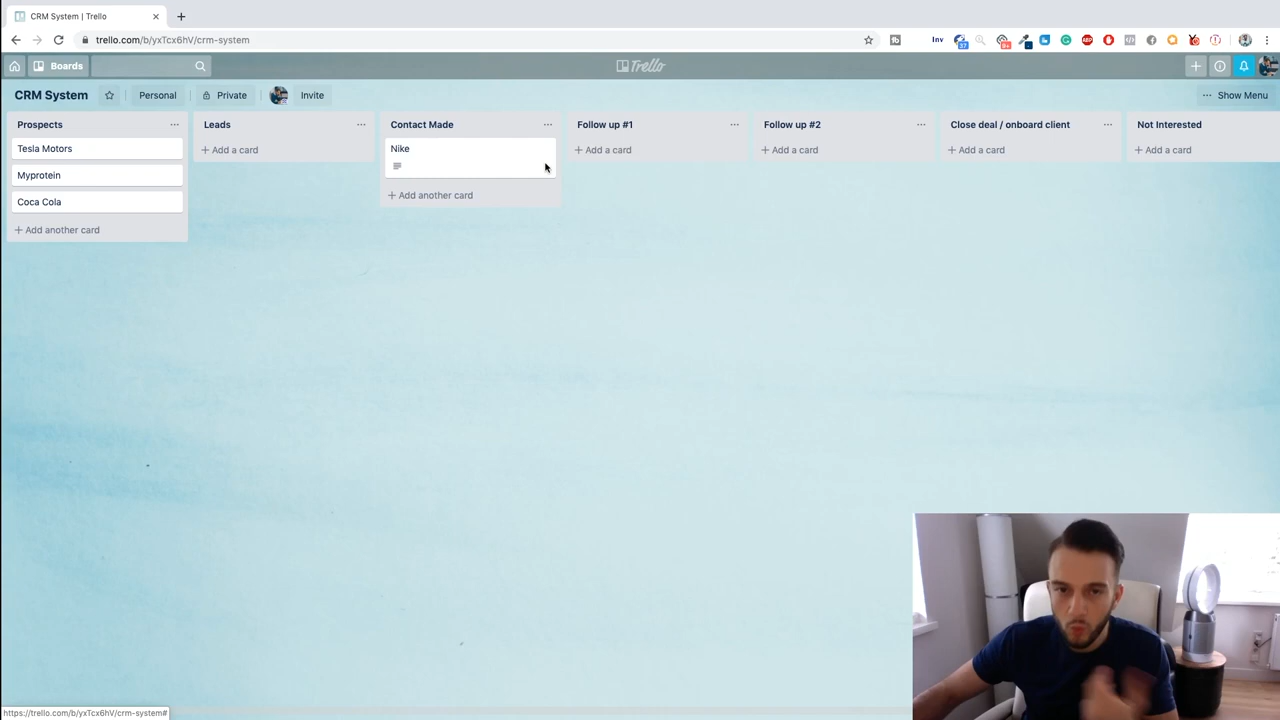 CRM System | Trello
trello.com/b/yxTcx6hV/crm-system
Inv
37
Boards
Trello
CRM System
Personal
Private
Invite
Show Menu
Prospects
Tesla Motors
Myprotein
Coca Cola
+ Add another card
Leads
+ Add a card
Contact Made
Nike
+ Add another card
Follow up #1
+ Add a card
Follow up #2
+ Add a card
Close deal / onboard client
+ Add a card
Not Interested
+ Add a card
https://trello.com/b/yxTcx6hV/crm-system#